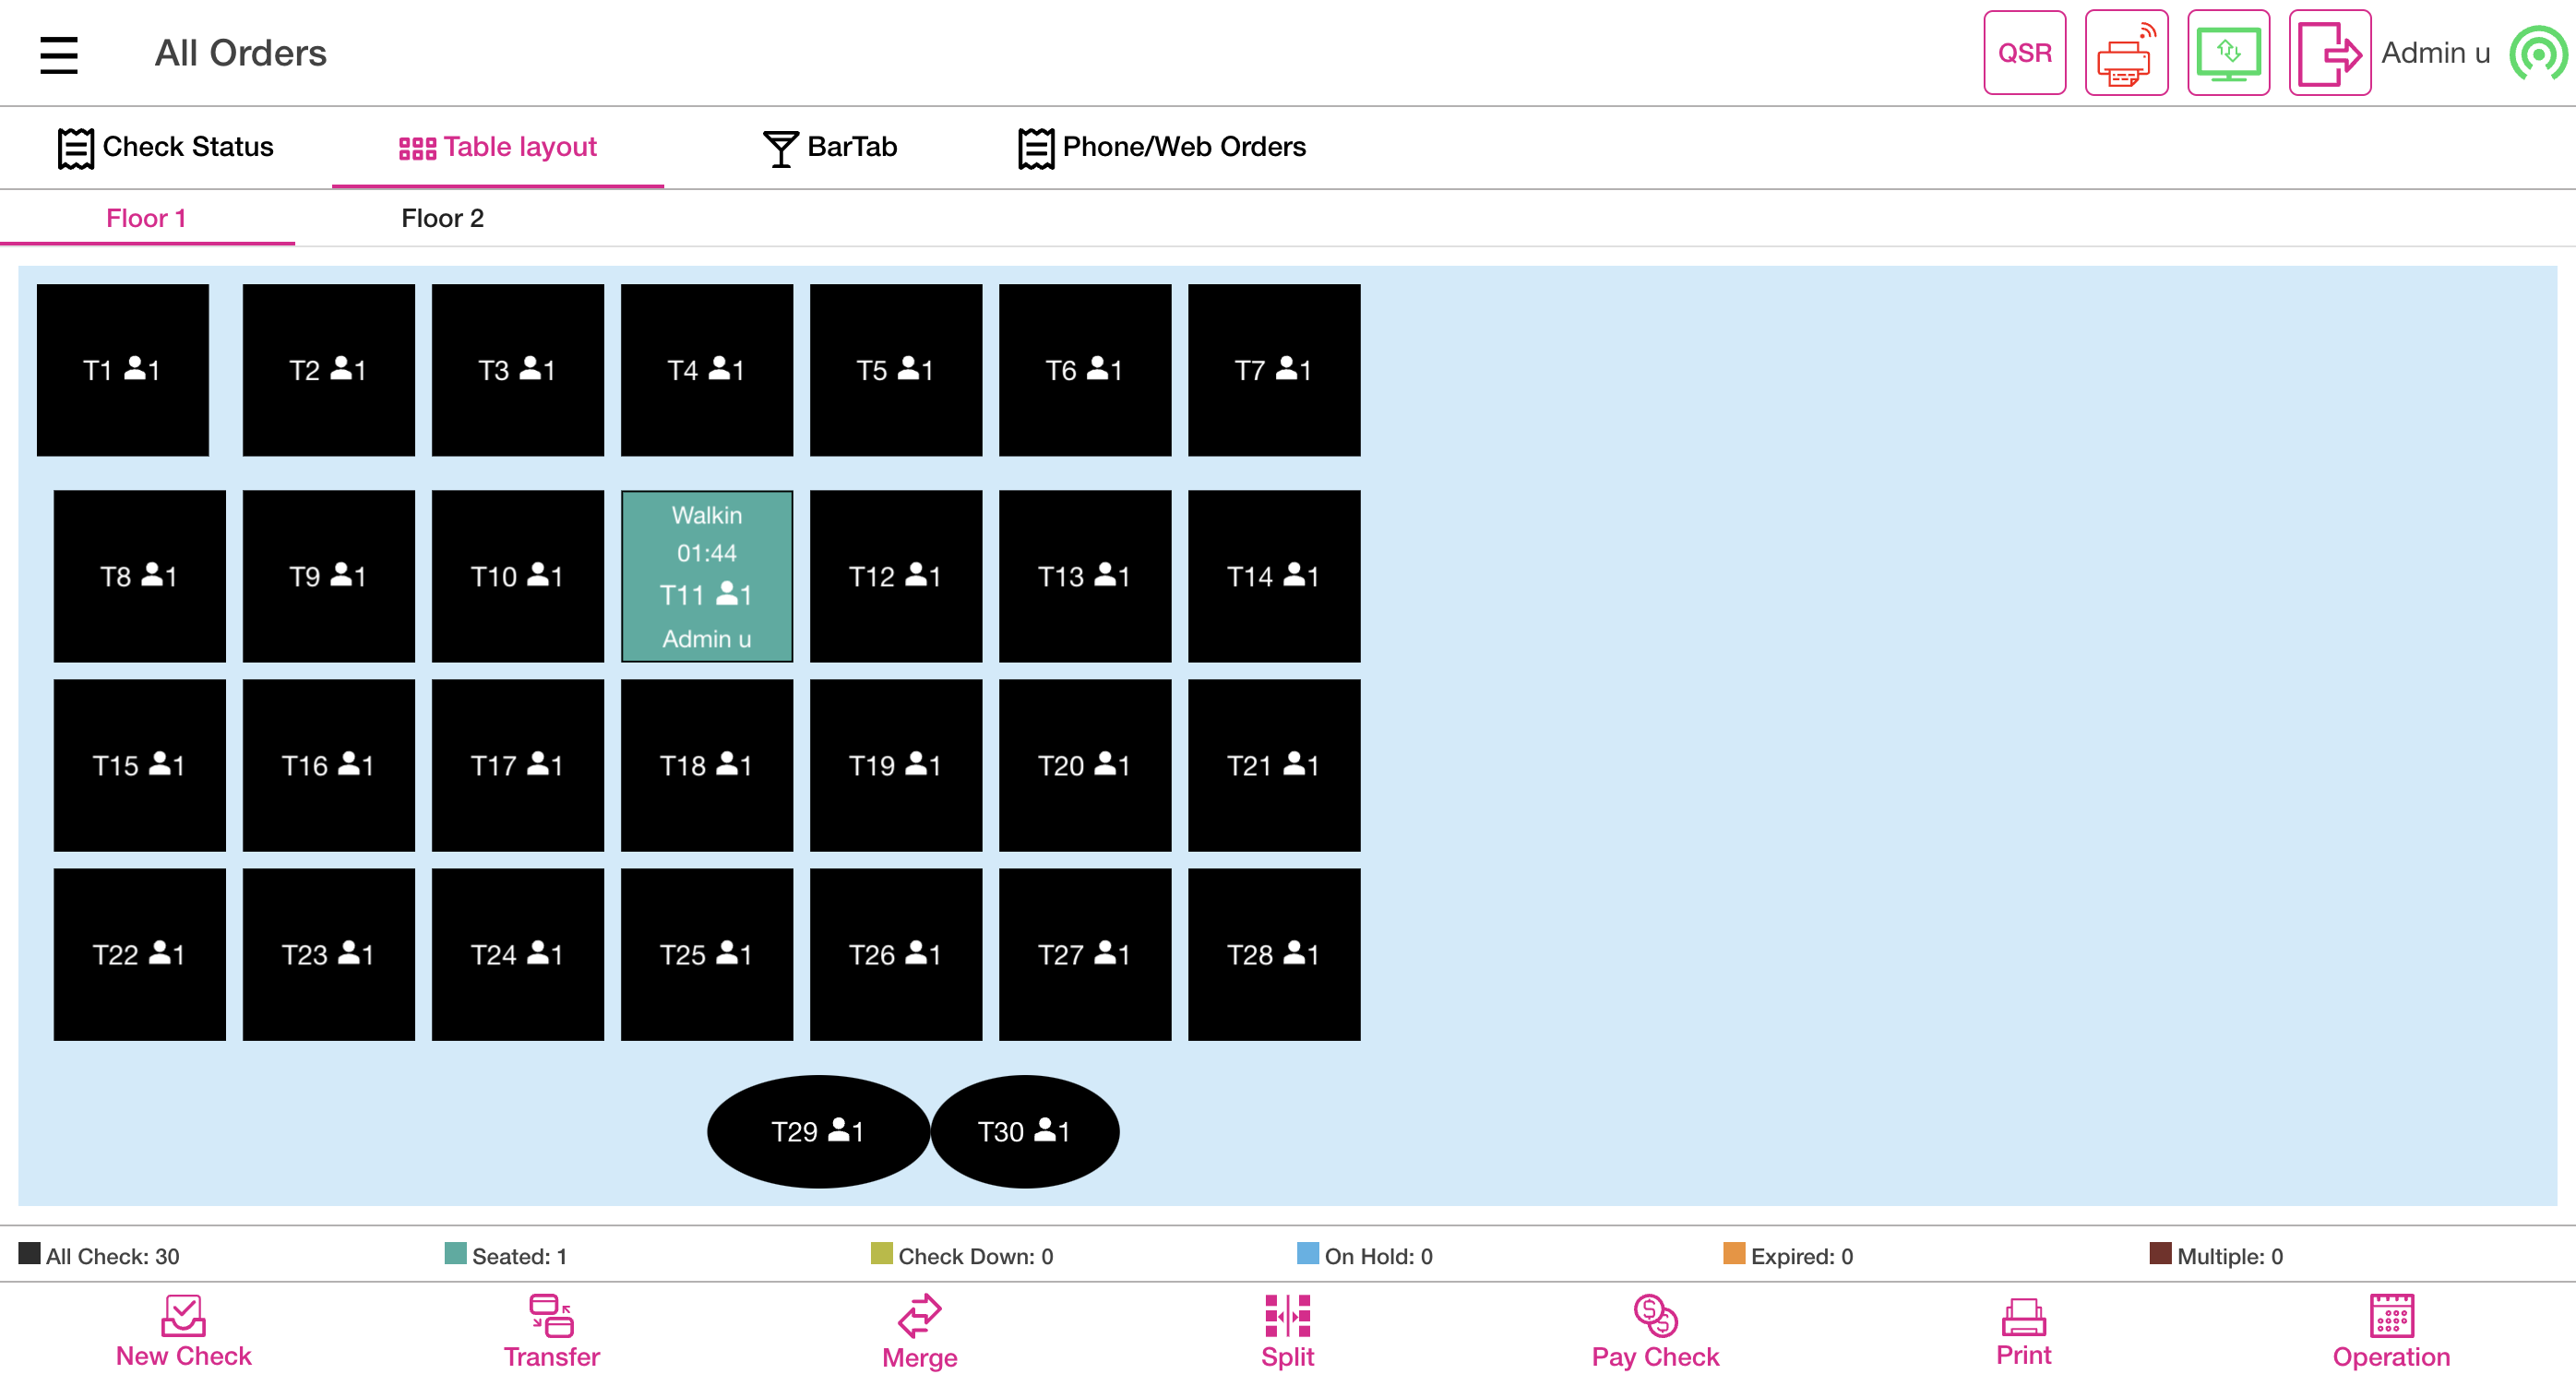 All Orders
QSR
Admin u
Check Status
Table layout
BarTab
Phone/Web Orders
Floor 1
Floor 2
T1 1
T2 1
T3 1
T4 1
T5 1
T6 1
T7 1
T8 1
T9 1
T10 1
Walkin
01:44
T11 1
Admin u
T12 1
T13 1
T14 1
T15 1
T16 1
T17 1
T18 1
T19 1
T20 1
T21 1
T22 1
T23 1
T24 1
T25 1
T26 1
T27 1
T28 1
T29 1
T30 1
All Check: 30
Seated: 1
Check Down: 0
On Hold: 0
Expired: 0
Multiple: 0
New Check
Transfer
Merge
Split
Pay Check
Print
Operation